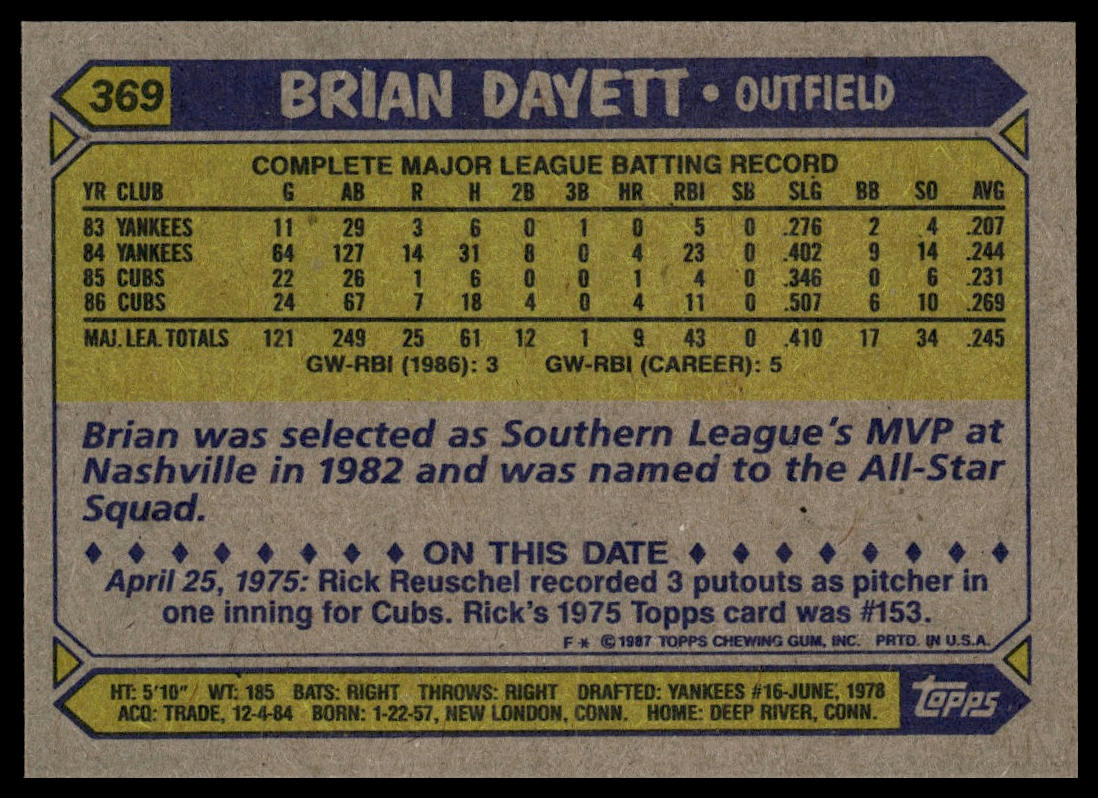 369 BRIAN DAYETT • OUTFIELD
COMPLETE MAJOR LEAGUE BATTING RECORD
YR CLUB G AB R H 2B 3B HR RBI SB SLG BB SO AVG
83 YANKEES 11 29 3 6 0 1 0 5 0 .276 2 4 .207
84 YANKEES 64 127 14 31 8 0 4 23 0 .402 9 14 .244
85 CUBS 22 26 1 6 0 0 1 4 0 .346 0 6 .231
86 CUBS 24 67 7 18 4 0 4 11 0 .507 6 10 .269
MAJ. LEA. TOTALS 121 249 25 61 12 1 9 43 0 .410 17 34 .245
GW-RBI (1986): 3 GW-RBI (CAREER): 5
Brian was selected as Southern League's MVP at
Nashville in 1982 and was named to the All-Star
Squad.
♦ ♦ ♦ ♦ ♦ ♦ ♦ ♦ ON THIS DATE ♦ ♦ ♦ ♦ ♦ ♦ ♦ ♦
April 25, 1975: Rick Reuschel recorded 3 putouts as pitcher in
one inning for Cubs. Rick's 1975 Topps card was #153.
F * © 1987 TOPPS CHEWING GUM, INC. PRTD. IN U.S.A.
HT: 5'10" WT: 185 BATS: RIGHT THROWS: RIGHT DRAFTED: YANKEES #16-JUNE, 1978
ACQ: TRADE, 12-4-84 BORN: 1-22-57, NEW LONDON, CONN. HOME: DEEP RIVER, CONN.
TOPPS